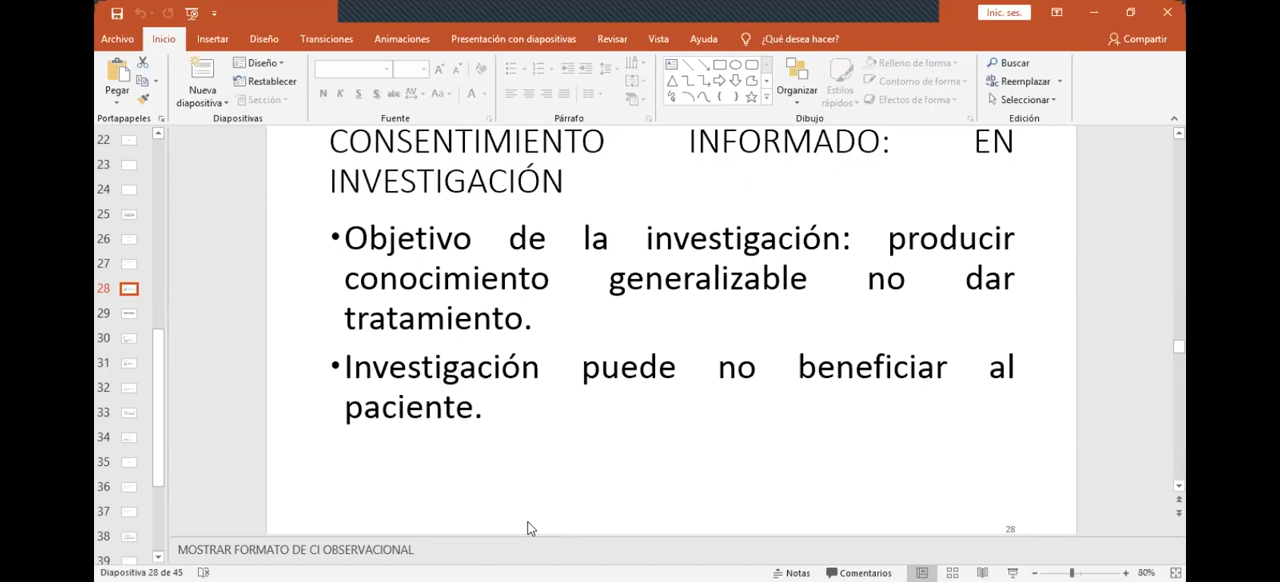 Inic. ses.
Archivo Inicio Insertar Diseño Transiciones Animaciones Presentación con diapositivas Revisar Vista Ayuda ¿Qué desea hacer? Compartir
Pegar
Nueva diapositiva
Diseño
Restablecer
Sección
N K S S abc AV Aa A
Organizar
Estilos rápidos
Relleno de forma
Contorno de forma
Efectos de forma
Buscar
Reemplazar
Seleccionar
Portapapeles Diapositivas Fuente Párrafo Dibujo Edición
22
23
24
25
26
27
28
29
30
31
32
33
34
35
36
37
38
39
CONSENTIMIENTO INFORMADO: EN
INVESTIGACIÓN
•Objetivo de la investigación: producir
conocimiento generalizable no dar
tratamiento.
•Investigación puede no beneficiar al
paciente.
28
MOSTRAR FORMATO DE CI OBSERVACIONAL
Diapositiva 28 de 45 Notas Comentarios 80%